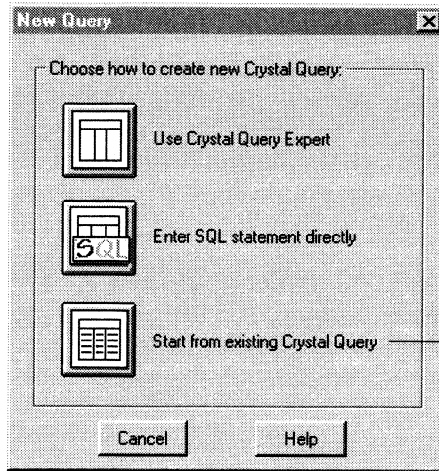 New Query
Choose how to create new Crystal Query:
Use Crystal Query Expert
SQL
Enter SQL statement directly
Start from existing Crystal Query
Cancel
Help